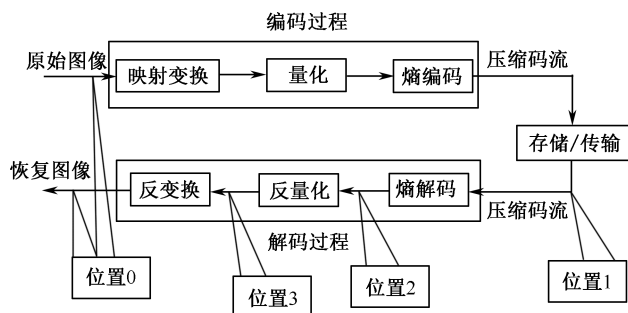 编码过程
原始图像
映射变换
量化
熵编码
压缩码流
存储/传输
恢复图像
反变换
反量化
熵解码
压缩码流
解码过程
位置0
位置3
位置2
位置1